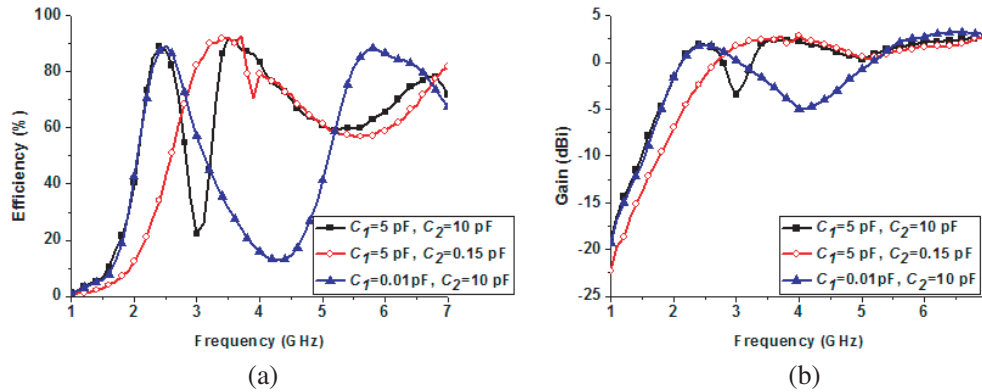 100
80
60
40
20
0
Efficiency (%)
1 2 3 4 5 6 7
Frequency (GHz)
C1=5 pF, C2=10 pF
C1=5 pF, C2=0.15 pF
C1=0.01pF, C2=10 pF
(a)
5
0
-5
-10
-15
-20
-25
Gain (dBi)
1 2 3 4 5 6
Frequency (GHz)
C1=5 pF, C2=10 pF
C1=5 pF, C2=0.15 pF
C1=0.01pF, C2=10 pF
(b)